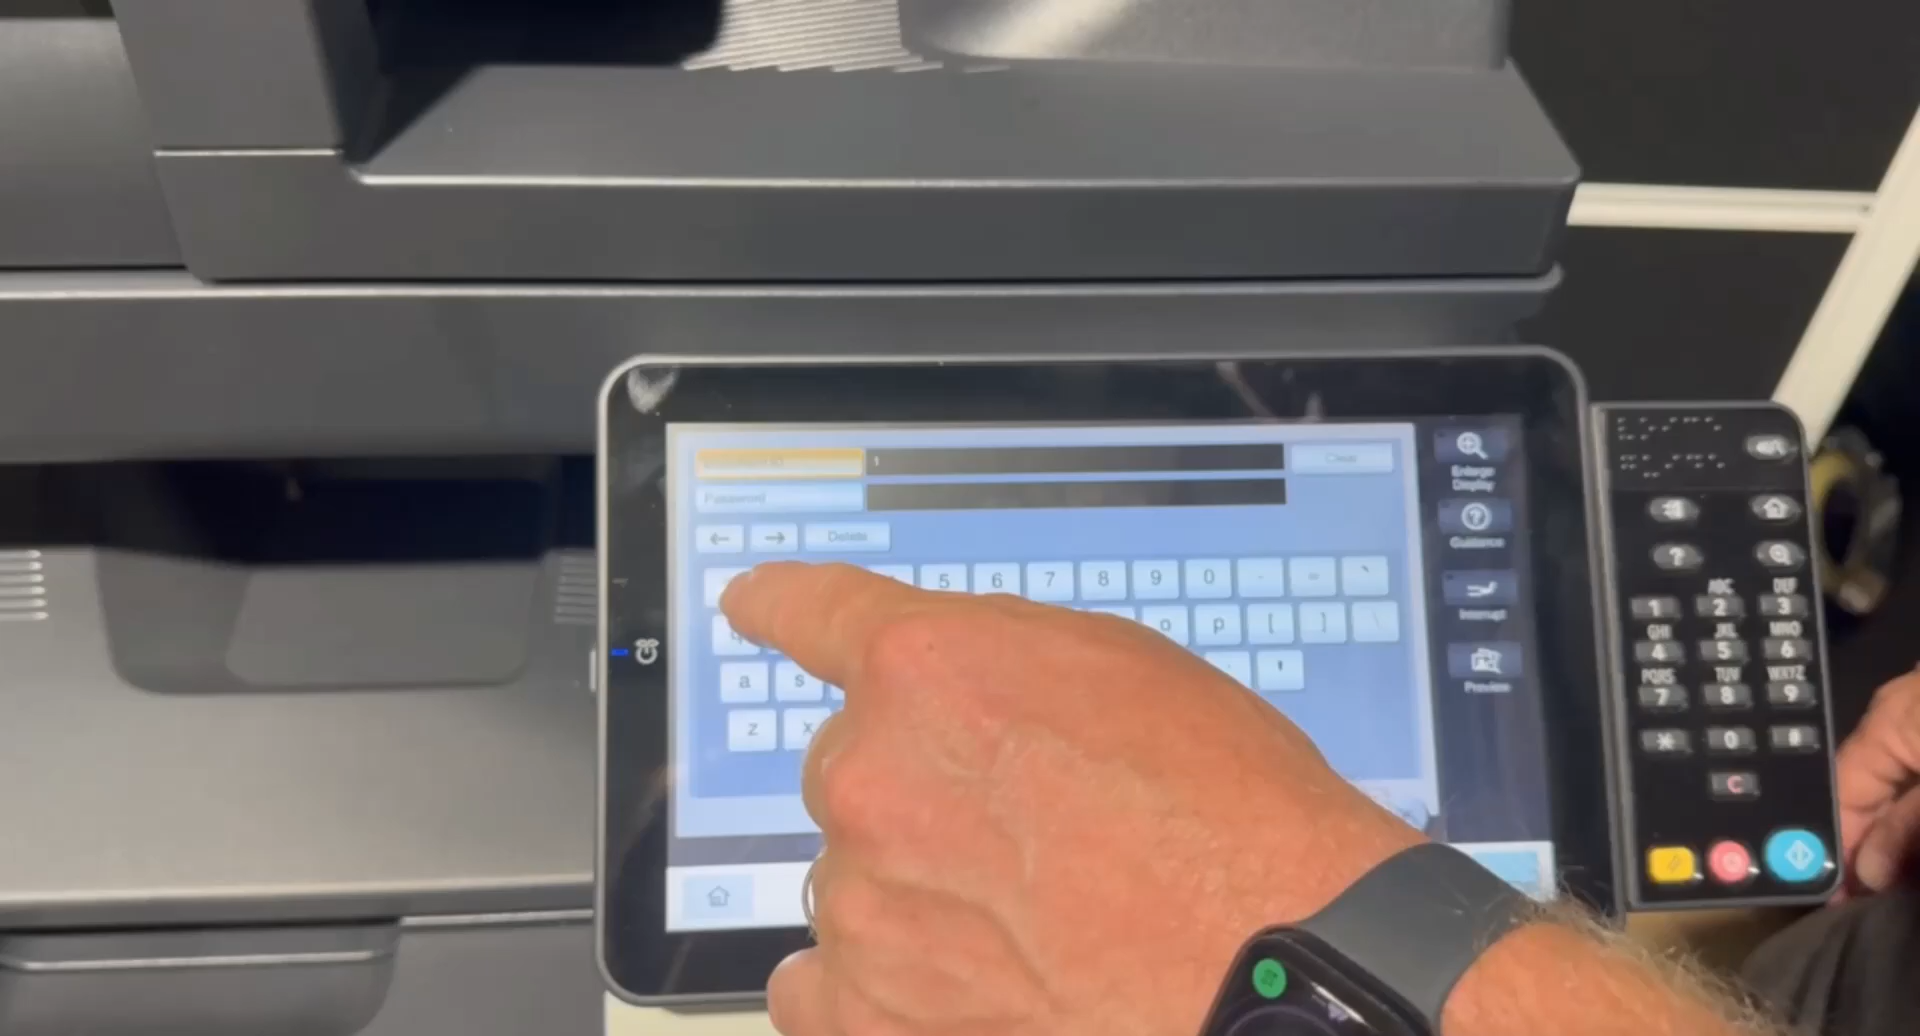 1
Clear
Password
← → Delete
5 6 7 8 9 0 - = `
q o p [ ] \
a s '
z x
Enlarge
Display
Guidance
Interrupt
Preview
?
ABC DEF
1 2 3
GHI JKL MNO
4 5 6
PQRS TUV WXYZ
7 8 9
* 0 #
C